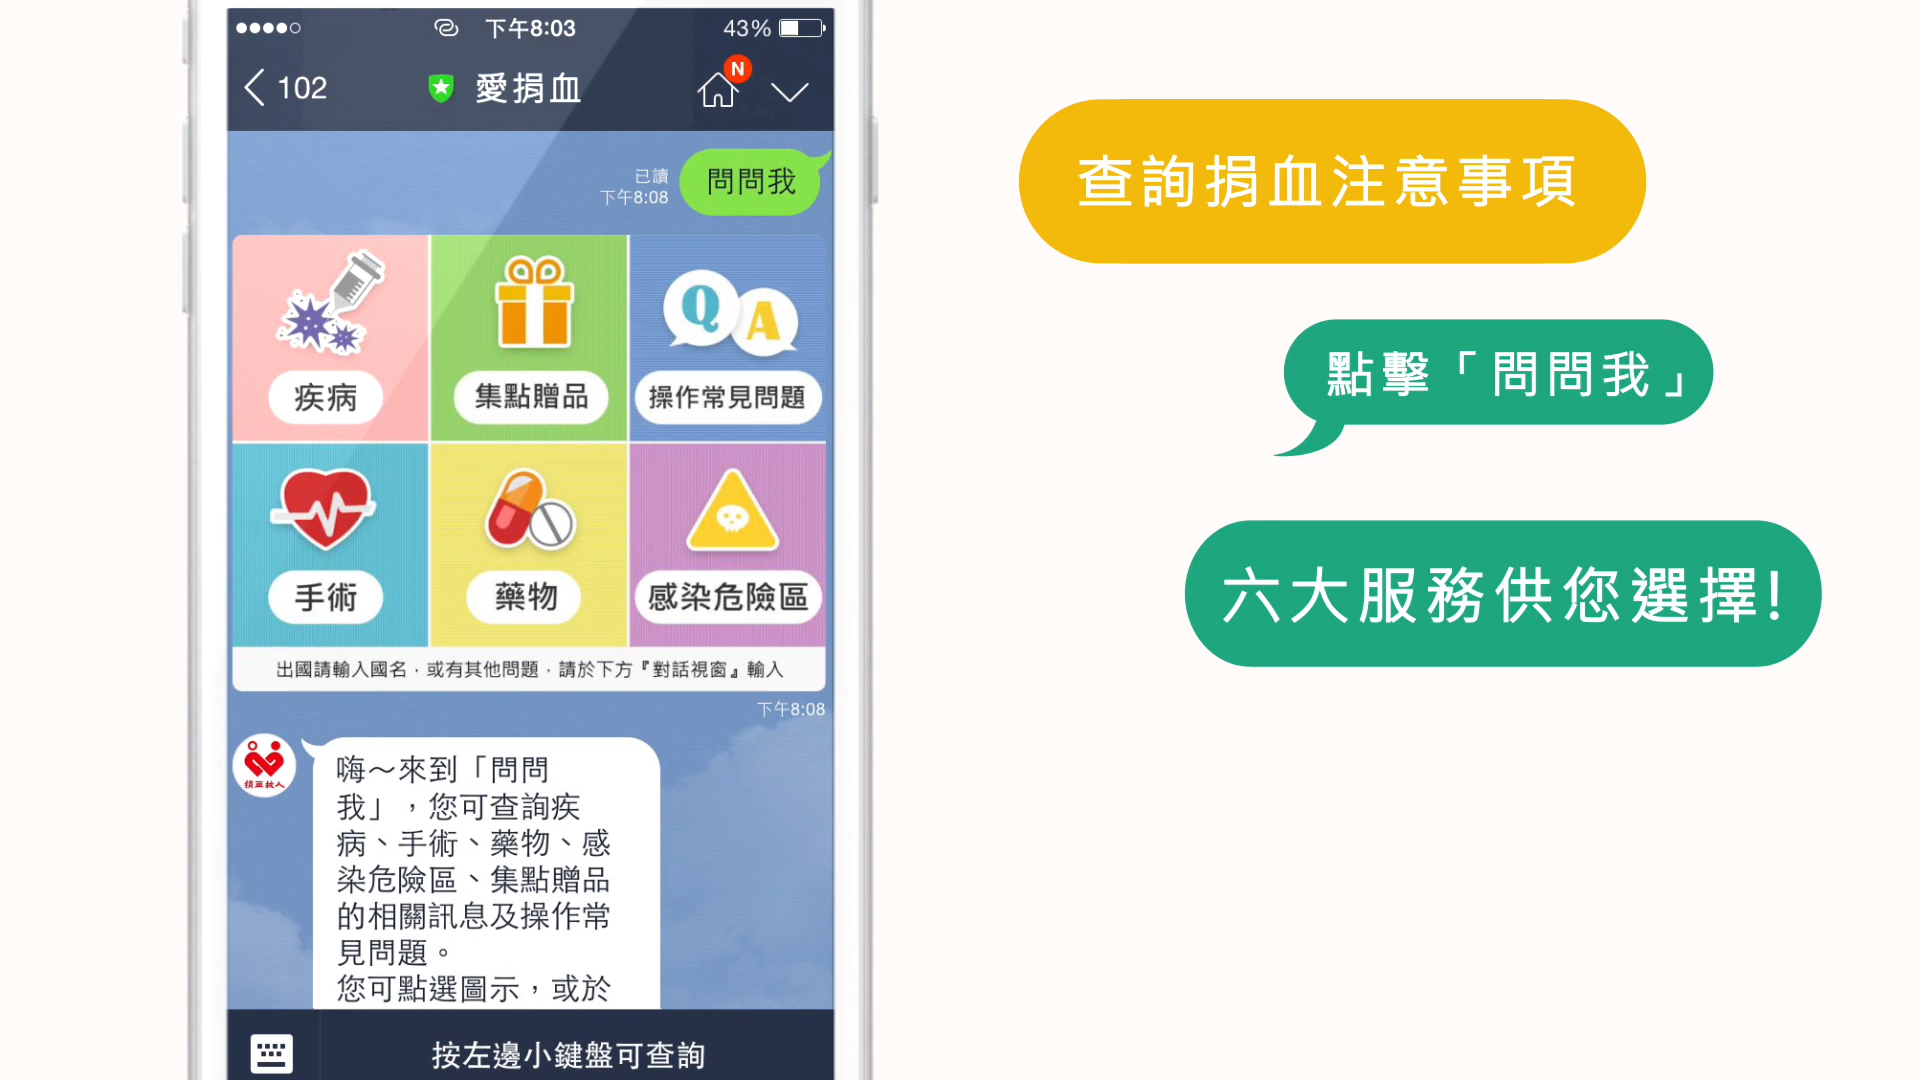 下午8:03
43%
102
愛捐血
N
已讀
下午8:08
問問我
Q A
疾病
集點贈品
操作常見問題
手術
藥物
感染危險區
出國請輸入國名，或有其他問題，請於下方『對話視窗』輸入
下午8:08
捐血救人
嗨～來到「問問
我」，您可查詢疾
病、手術、藥物、感
染危險區、集點贈品
的相關訊息及操作常
見問題。
您可點選圖示，或於
按左邊小鍵盤可查詢
查詢捐血注意事項
點擊「問問我」
六大服務供您選擇!